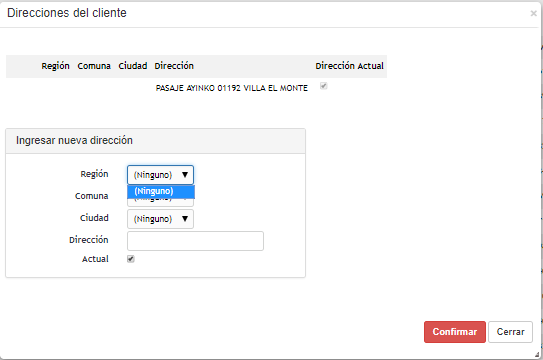 Direcciones del cliente ×
Región Comuna Ciudad Dirección Dirección Actual
PASAJE AYINKO 01192 VILLA EL MONTE
Ingresar nueva dirección
Región (Ninguno)
(Ninguno)
Comuna (Ninguno)
Ciudad (Ninguno)
Dirección
Actual
Confirmar Cerrar